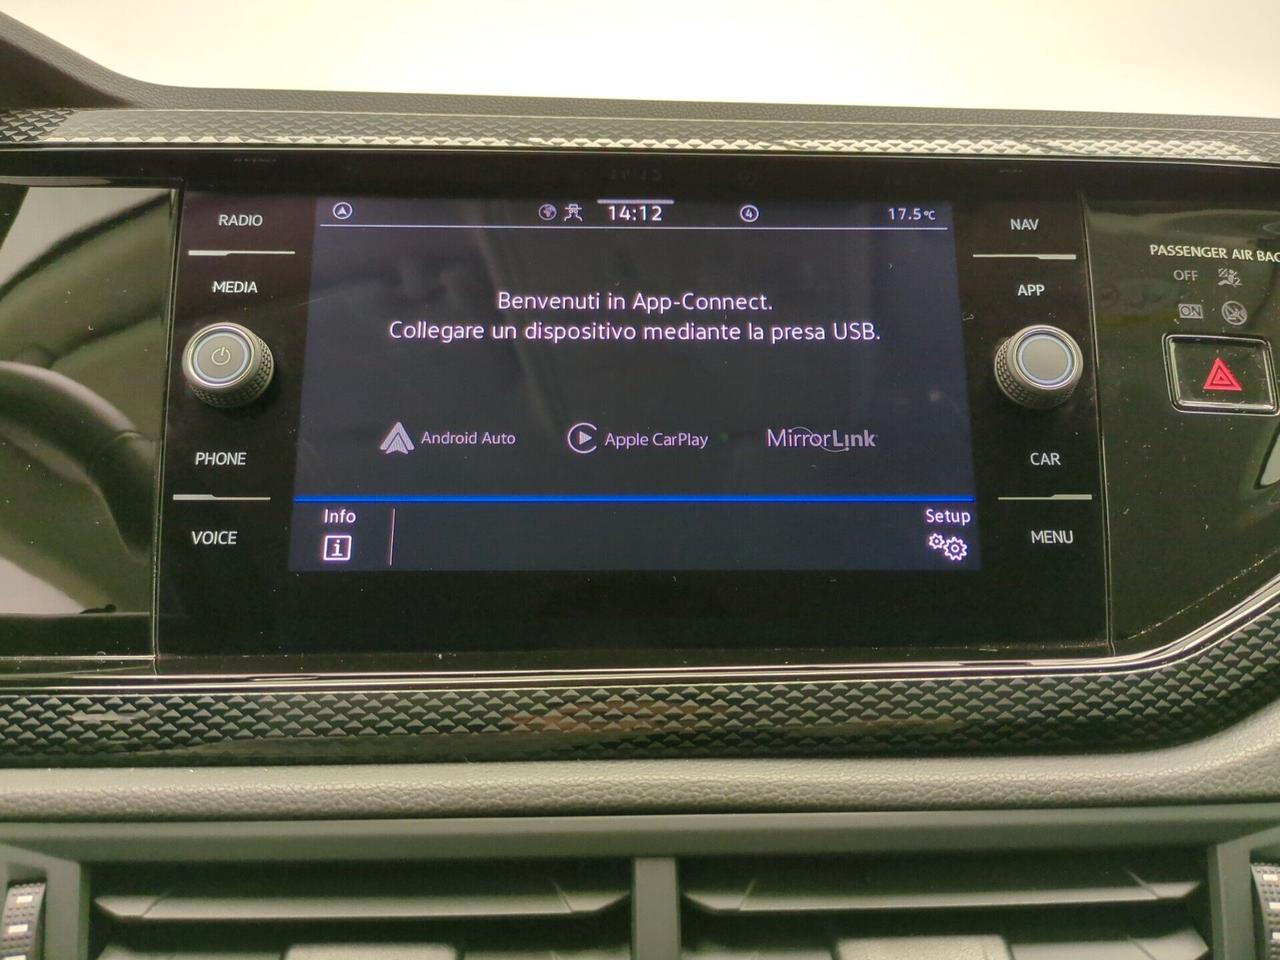 RADIO
MEDIA
PHONE
VOICE
14:12
4
17.5°C
Benvenuti in App-Connect.
Collegare un dispositivo mediante la presa USB.
Android Auto
Apple CarPlay
MirrorLink
Info
i
Setup
NAV
APP
CAR
MENU
PASSENGER AIR BAG
OFF
ON